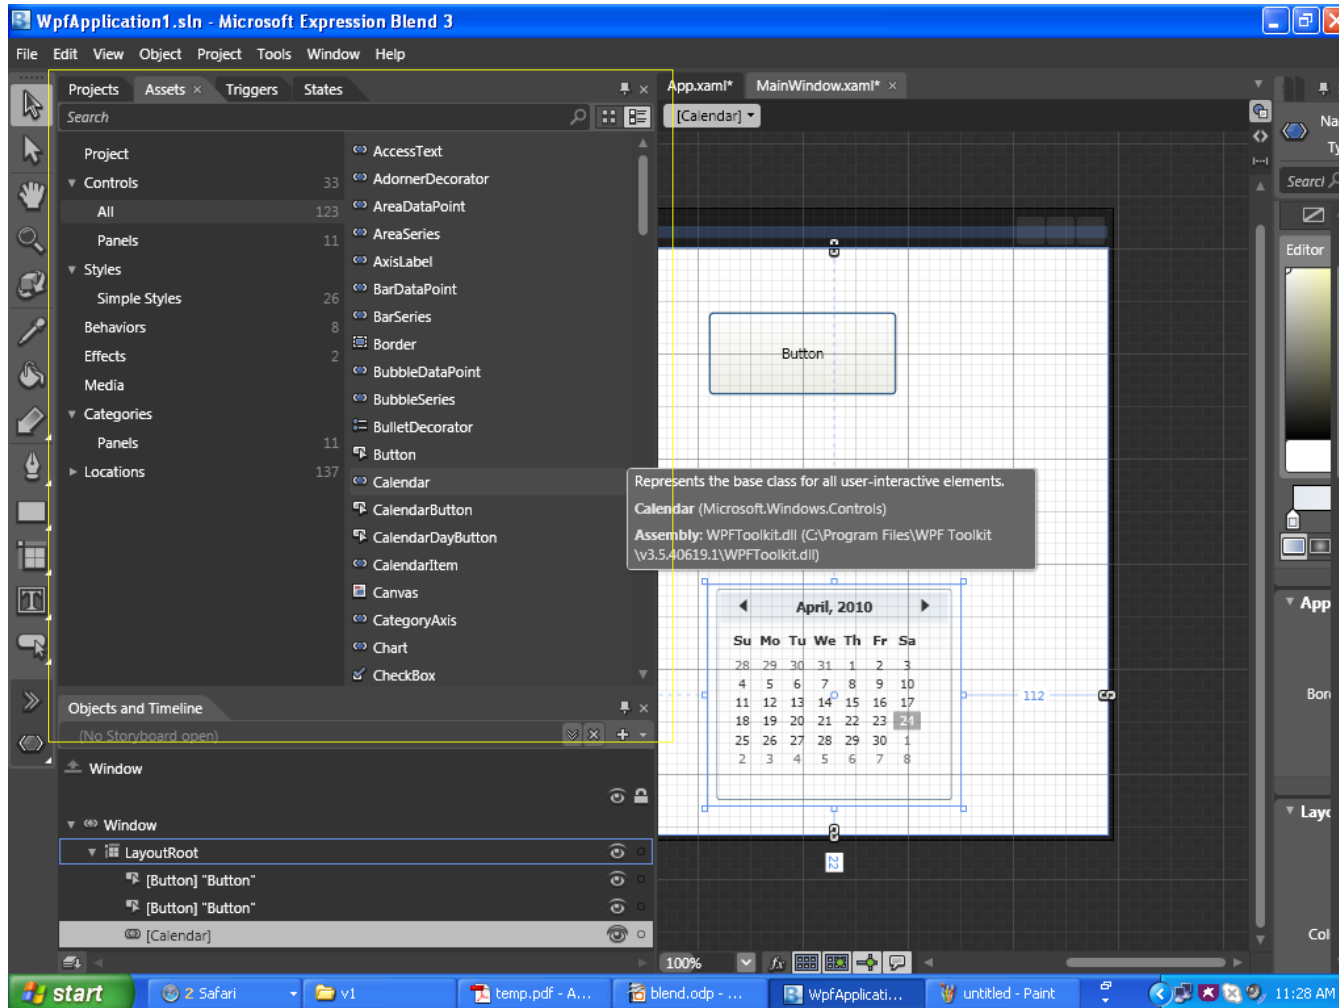 WpfApplication1.sln - Microsoft Expression Blend 3
File Edit View Object Project Tools Window Help
Projects Assets Triggers States
Search
Project
Controls 33
All 123
Panels 11
Styles
Simple Styles 26
Behaviors 8
Effects 2
Media
Categories
Panels 11
Locations 137
AccessText
AdornerDecorator
AreaDataPoint
AreaSeries
AxisLabel
BarDataPoint
BarSeries
Border
BubbleDataPoint
BubbleSeries
BulletDecorator
Button
Calendar
CalendarButton
CalendarDayButton
CalendarItem
Canvas
CategoryAxis
Chart
CheckBox
App.xaml* MainWindow.xaml*
[Calendar]
Button
Represents the base class for all user-interactive elements.
Calendar (Microsoft.Windows.Controls)
Assembly: WPFToolkit.dll (C:\Program Files\WPF Toolkit
\v3.5.40619.1\WPFToolkit.dll)
April, 2010
Su Mo Tu We Th Fr Sa
28 29 30 31 1 2 3
4 5 6 7 8 9 10
11 12 13 14 15 16 17
18 19 20 21 22 23 24
25 26 27 28 29 30 1
2 3 4 5 6 7 8
112
22
Na
Ty
Searcl
Editor
App
Bor
Layo
Col
Objects and Timeline
(No Storyboard open)
Window
Window
LayoutRoot
[Button] "Button"
[Button] "Button"
[Calendar]
100%
fx
start
2 Safari
v1
temp.pdf - A...
blend.odp - ...
WpfApplicati...
untitled - Paint
11:28 AM